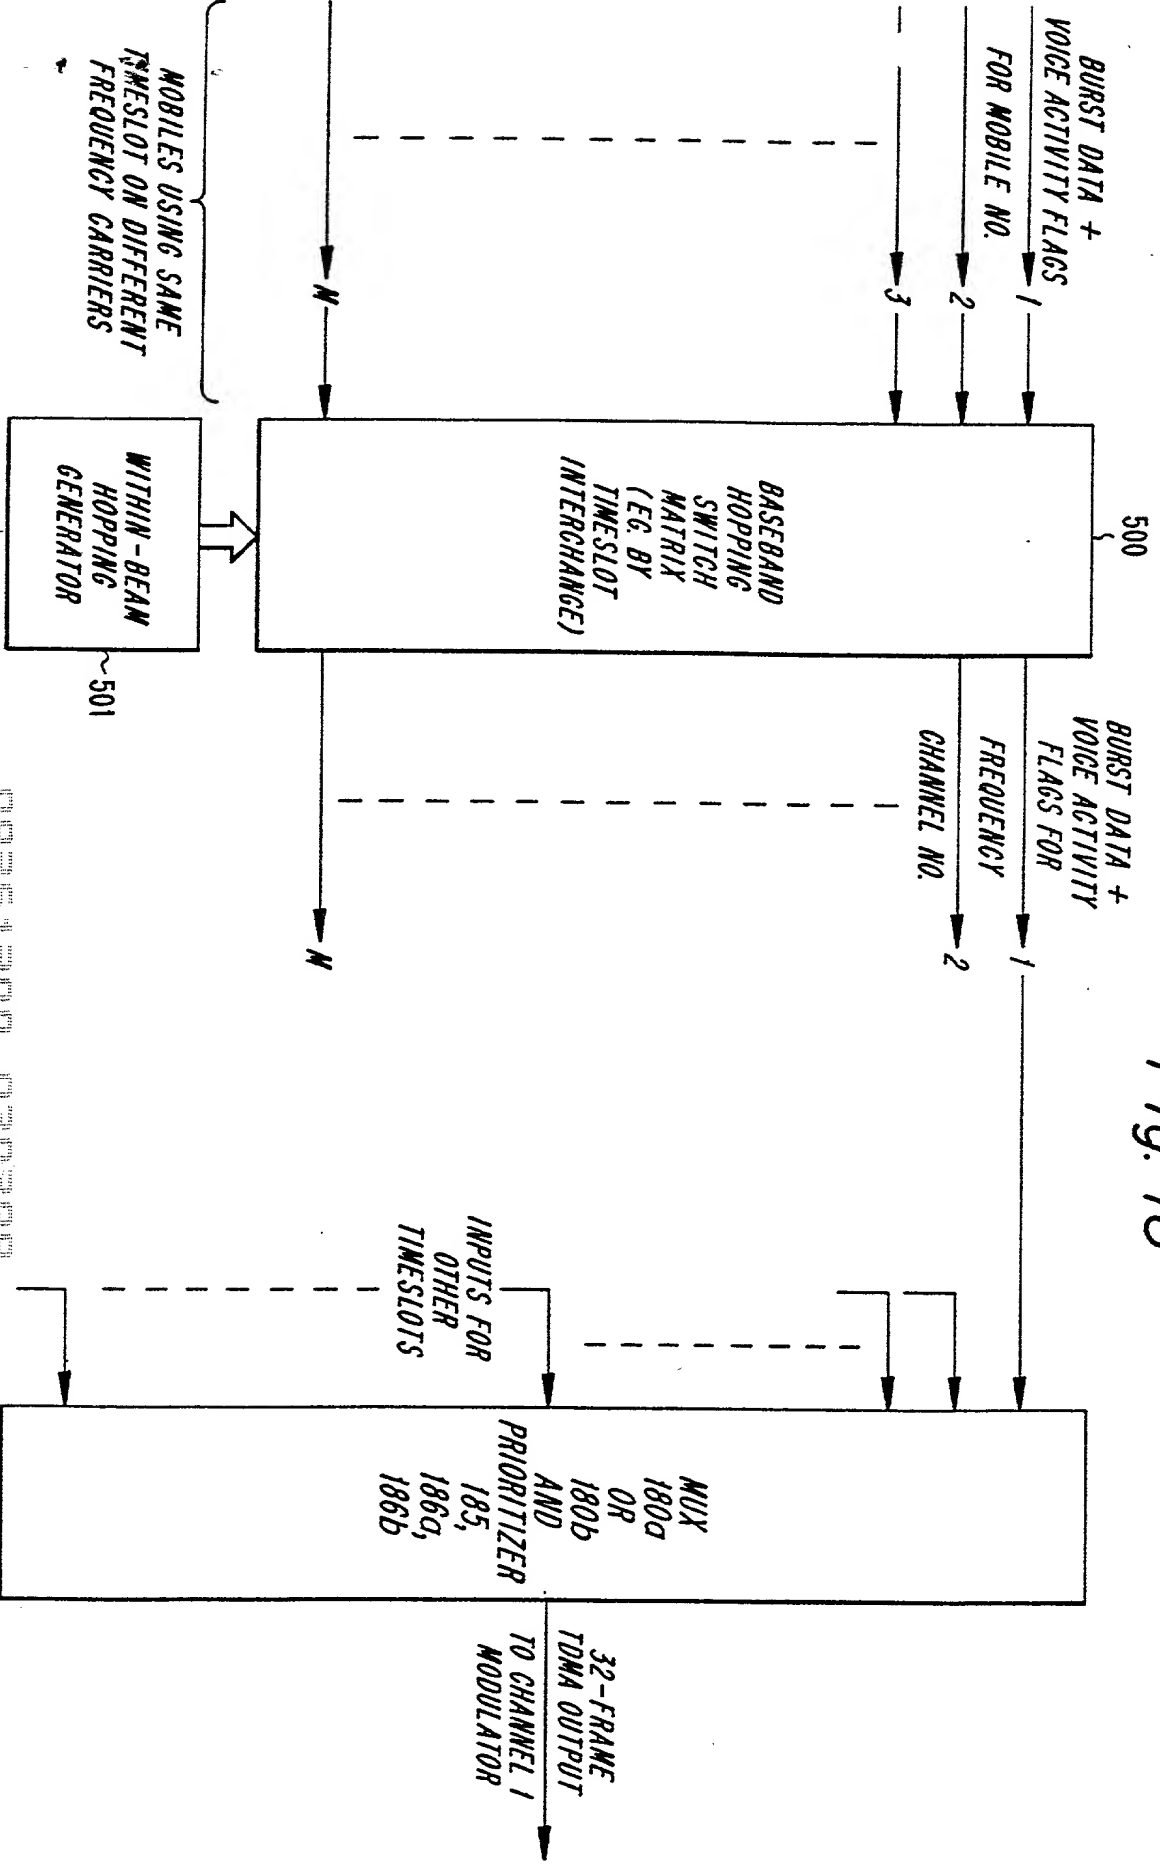 BURST DATA +
VOICE ACTIVITY FLAGS
FOR MOBILE NO.
1
2
3
N
MOBILES USING SAME
TIMESLOT ON DIFFERENT
FREQUENCY CARRIERS
500
BASEBAND
HOPPING
SWITCH
MATRIX
(EG. BY
TIMESLOT
INTERCHANGE)
WITHIN-BEAM
HOPPING
GENERATOR
501
BURST DATA +
VOICE ACTIVITY
FLAGS FOR
FREQUENCY
CHANNEL NO.
1
2
N
INPUTS FOR
OTHER
TIMESLOTS
MUX
180a
OR
180b
AND
PRIORITIZER
185,
186a,
186b
32-FRAME
TDMA OUTPUT
TO CHANNEL 1
MODULATOR